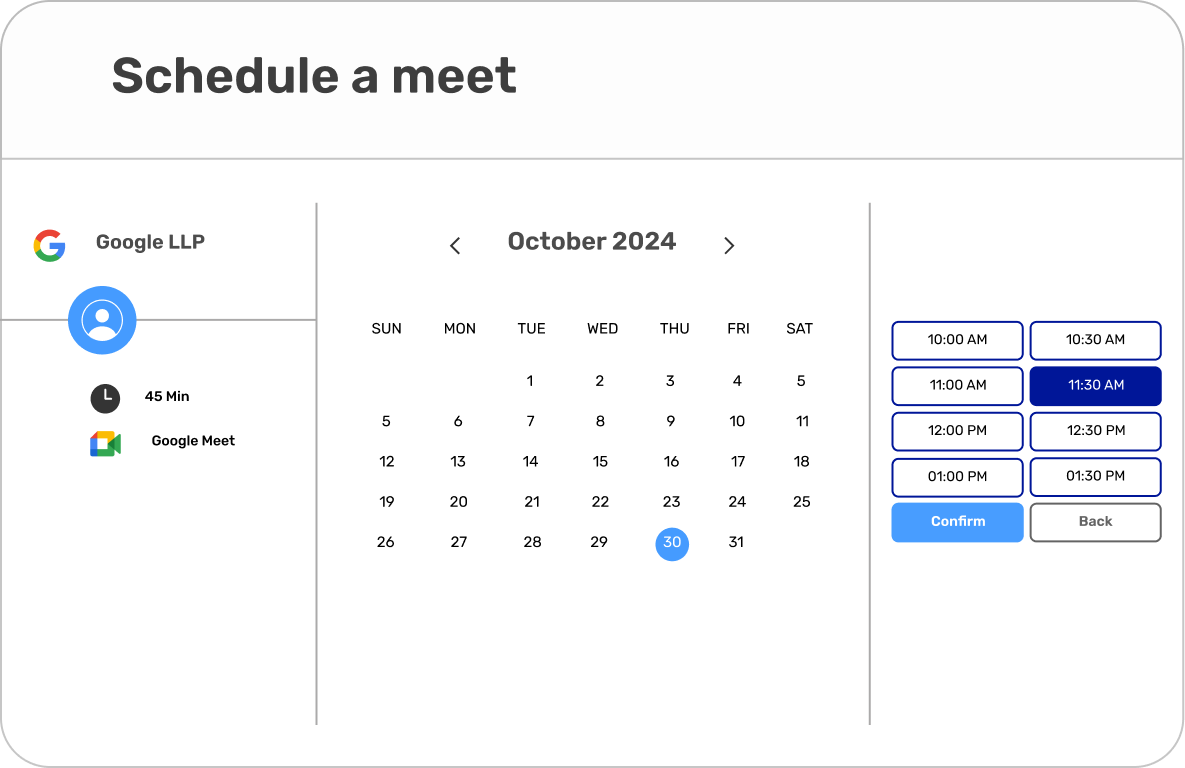 Schedule a meet
Google LLP
45 Min
Google Meet
October 2024
SUN MON TUE WED THU FRI SAT
1 2 3 4 5
5 6 7 8 9 10 11
12 13 14 15 16 17 18
19 20 21 22 23 24 25
26 27 28 29 30 31
10:00 AM 10:30 AM
11:00 AM 11:30 AM
12:00 PM 12:30 PM
01:00 PM 01:30 PM
Confirm Back